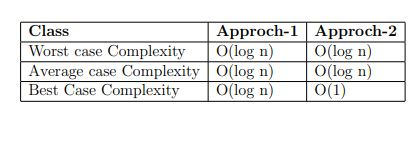 Class Approch-1 Approch-2
Worst case Complexity O(log n) O(log n)
Average case Complexity O(log n) O(log n)
Best Case Complexity O(log n) O(1)